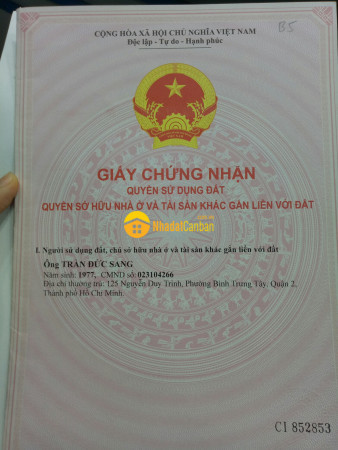 CỘNG HÒA XÃ HỘI CHỦ NGHĨA VIỆT NAM
Độc lập - Tự do - Hạnh phúc
B5
GIẤY CHỨNG NHẬN
QUYỀN SỬ DỤNG ĐẤT
QUYỀN SỞ HỮU NHÀ Ở VÀ TÀI SẢN KHÁC GẮN LIỀN VỚI ĐẤT
NhadatCanban
I. Người sử dụng đất, chủ sở hữu nhà ở và tài sản khác gắn liền với đất
Ông TRẦN ĐỨC SANG
Năm sinh: 1977, CMND số: 023104266
Địa chỉ thường trú: 125 Nguyễn Duy Trinh, Phường Bình Trưng Tây, Quận 2,
Thành phố Hồ Chí Minh.
CI 852853